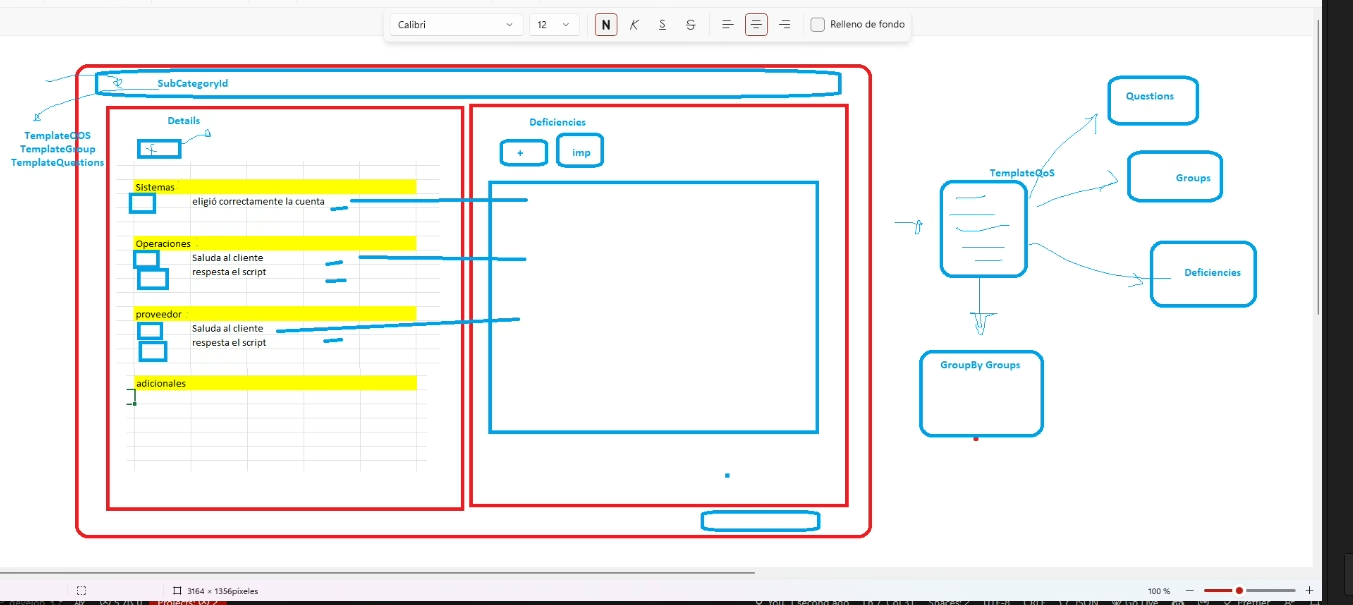 Calibri
12
N K S S
Relleno de fondo
SubCategoryId
TemplateQOS
TemplateGroup
TemplateQuestions
Details
Sistemas
eligió correctamente la cuenta
Operaciones
Saluda al cliente
respesta el script
proveedor
Saluda al cliente
respesta el script
adicionales
Deficiencies
+
imp
TemplateQoS
Questions
Groups
Deficiencies
GroupBy Groups
3164 × 1356píxeles
100 %